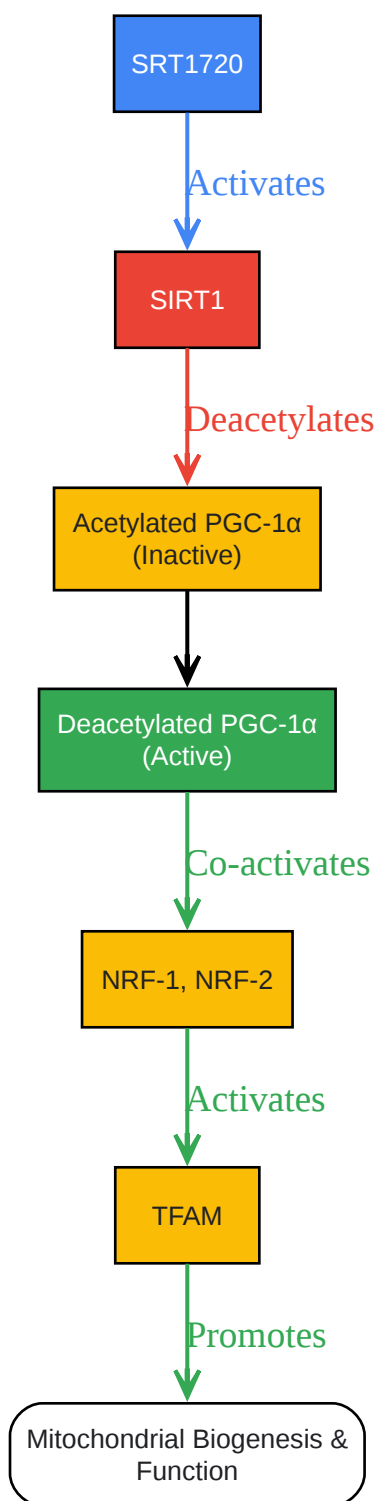 SRT1720
Activates
SIRT1
Deacetylates
Acetylated PGC-1α
(Inactive)
Deacetylated PGC-1α
(Active)
Co-activates
NRF-1, NRF-2
Activates
TFAM
Promotes
Mitochondrial Biogenesis &
Function